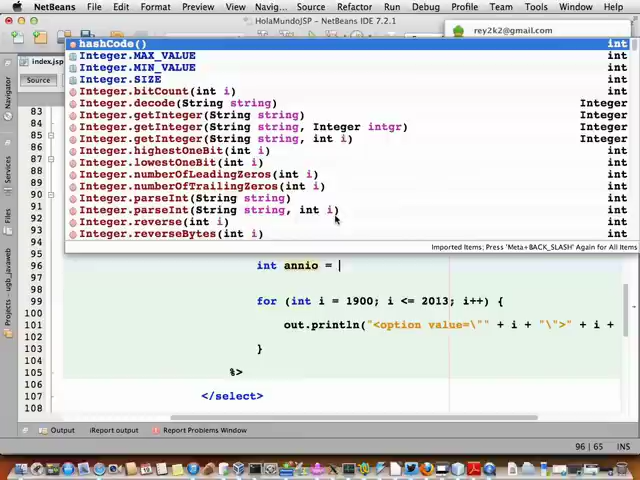 NetBeans File Edit View Navig... Source Refactor Run Debug Profile Team Tools Window Help
HolaMundoJSP - NetBeans IDE 7.2.1
rey2k2@gmail.com
index.jsp
Source
Navigator
Services
Files
Projects
ugb_javaweb
hashCode() int
Integer.MAX_VALUE int
Integer.MIN_VALUE int
Integer.SIZE int
Integer.bitCount(int i) int
Integer.decode(String string) Integer
Integer.getInteger(String string) Integer
Integer.getInteger(String string, Integer intgr) Integer
Integer.getInteger(String string, int i) Integer
Integer.highestOneBit(int i) int
Integer.lowestOneBit(int i) int
Integer.numberOfLeadingZeros(int i) int
Integer.numberOfTrailingZeros(int i) int
Integer.parseInt(String string) int
Integer.parseInt(String string, int i) int
Integer.reverse(int i) int
Integer.reverseBytes(int i) int
Imported Items; Press 'Meta+BACK_SLASH' Again for All Items
83
84
85
86
87
88
89
90
91
92
93
94
95
96 int annio =
98
99 for (int i = 1900; i <= 2013; i++) {
100
101 out.println("<option value=\"" + i + "\">" + i +
102
103 }
104
105 %>
106
107 </select>
108
Output iReport output Report Problems Window
96 | 65 INS